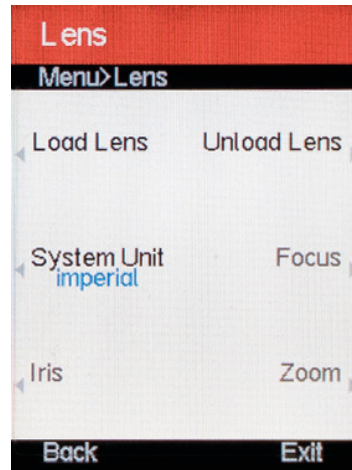 Lens
Menu>Lens
Load Lens
Unload Lens
System Unit
imperial
Focus
Iris
Zoom
Back
Exit